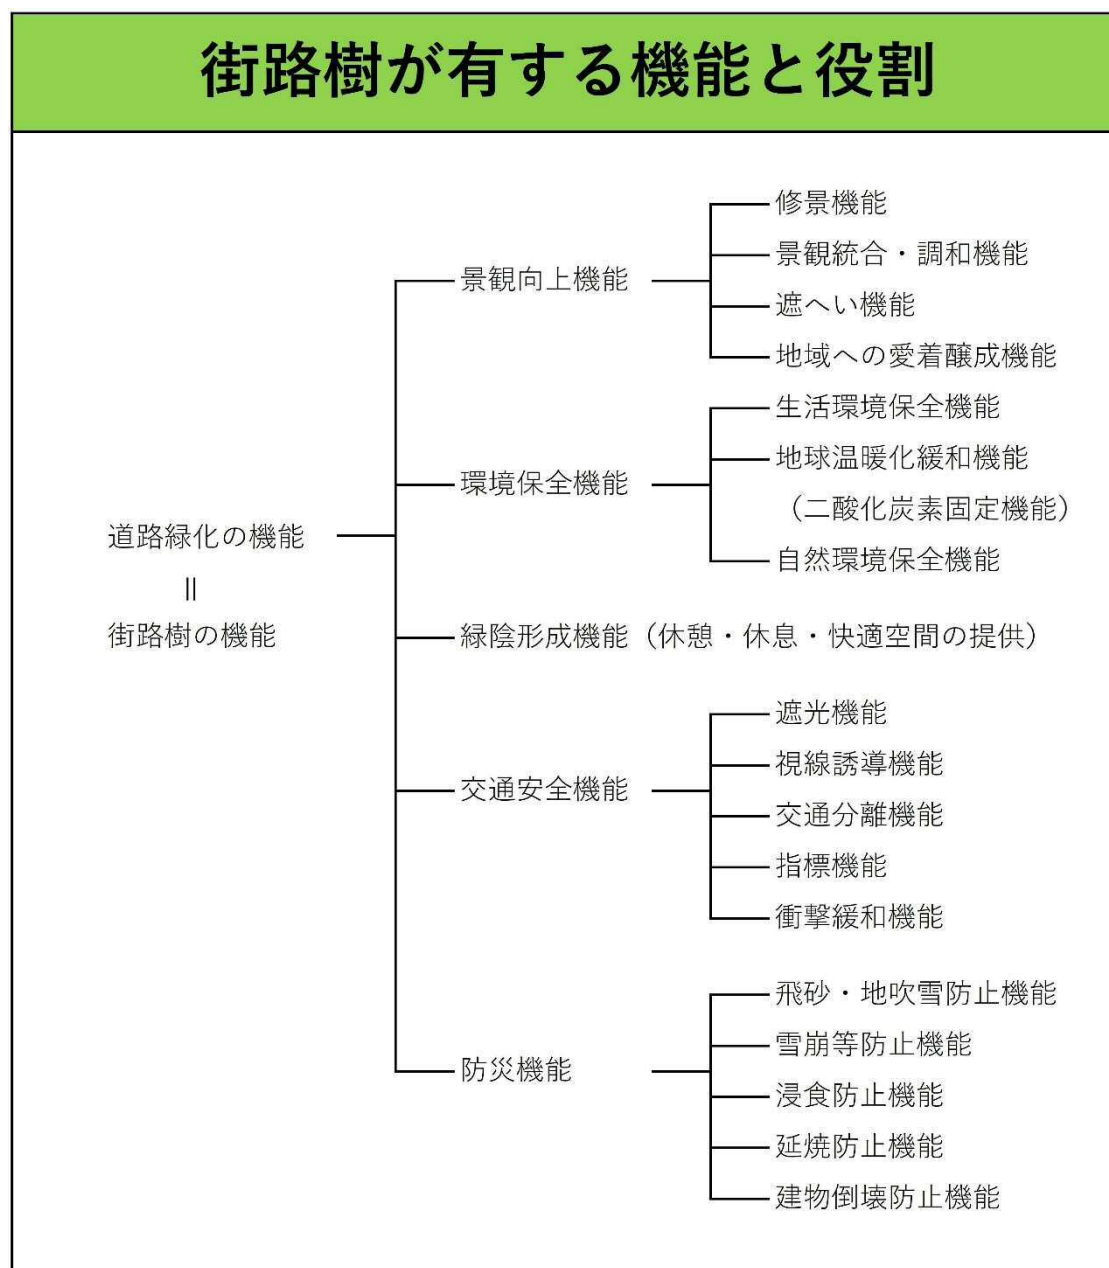 街路樹が有する機能と役割
道路緑化の機能
||
街路樹の機能
景観向上機能
修景機能
景観統合・調和機能
遮へい機能
地域への愛着醸成機能
環境保全機能
生活環境保全機能
地球温暖化緩和機能
（二酸化炭素固定機能）
自然環境保全機能
緑陰形成機能（休憩・休息・快適空間の提供）
交通安全機能
遮光機能
視線誘導機能
交通分離機能
指標機能
衝撃緩和機能
防災機能
飛砂・地吹雪防止機能
雪崩等防止機能
浸食防止機能
延焼防止機能
建物倒壊防止機能